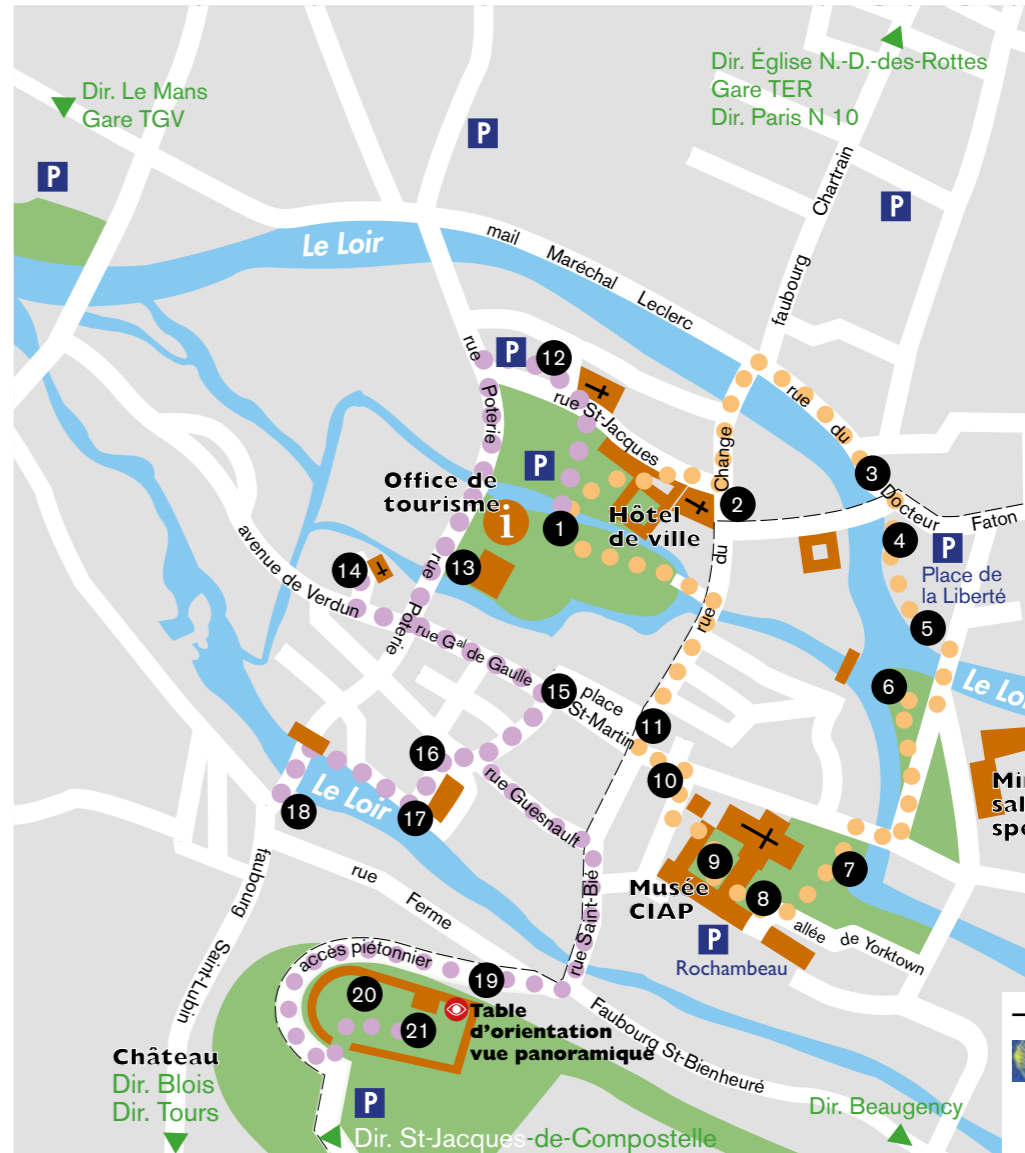 Dir. Le Mans
Gare TGV
Dir. Église N.-D.-des-Rottes
Gare TER
Dir. Paris N 10
P
P
P
faubourg Chartrain
Le Loir
mail Maréchal Leclerc
rue Poterie
P
12
rue St-Jacques
P
Change
rue du Docteur Faton
3
2
4
P
Place de
la Liberté
5
Office de
tourisme
i
1
Hôtel
de ville
13
14
avenue de Verdun
rue Poterie
rue Gal de Gaulle
rue du
6
Le Lo
15
place
St-Martin
11
16
10
rue Guesnault
17
18
Le Loir
Min
sal
spe
9
7
8
Musée
CIAP
allée de Yorktown
P
Rochambeau
rue Ferme
faubourg Saint-Lubin
rue Saint-Bié
accès piétonnier
19
20
21
Table
d'orientation
vue panoramique
Faubourg St-Bienheuré
Château
Dir. Blois
Dir. Tours
P
Dir. St-Jacques-de-Compostelle
Dir. Beaugency